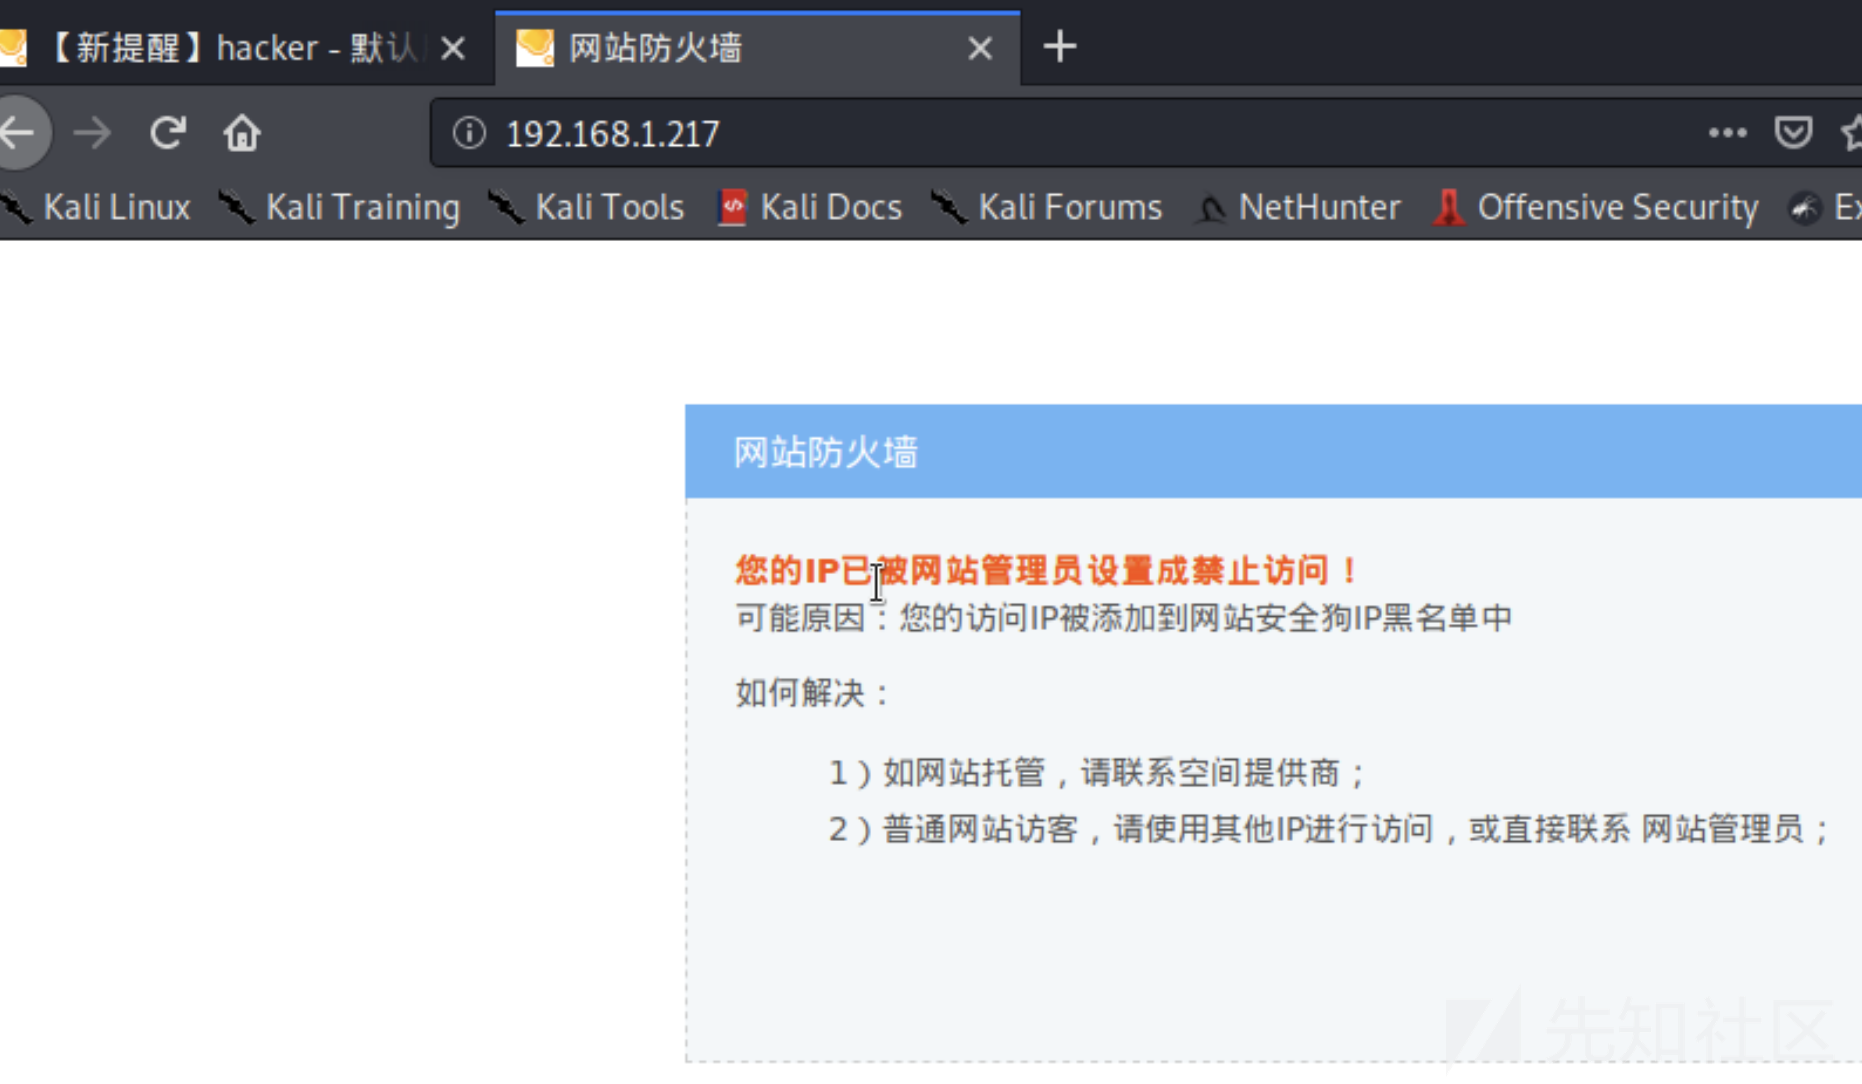 【新提醒】hacker - 默认
网站防火墙
192.168.1.217
Kali Linux Kali Training Kali Tools Kali Docs Kali Forums NetHunter Offensive Security Ex
网站防火墙
您的IP已被网站管理员设置成禁止访问！
可能原因：您的访问IP被添加到网站安全狗IP黑名单中
如何解决：
1）如网站托管，请联系空间提供商；
2）普通网站访客，请使用其他IP进行访问，或直接联系 网站管理员；
先知社区